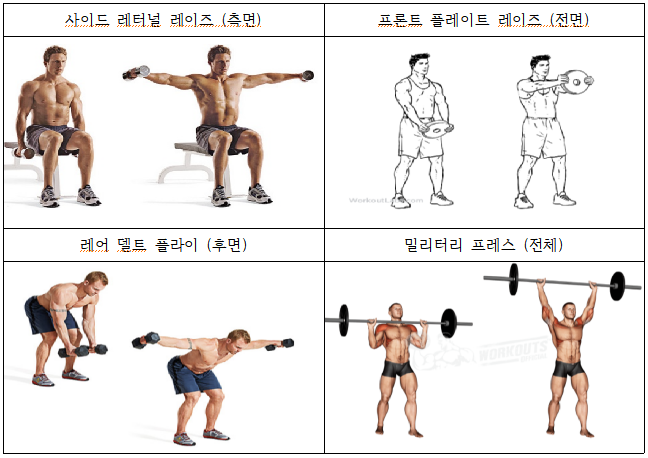 사이드 레터널 레이즈 (측면)
프론트 플레이트 레이즈 (전면)
WorkoutL
.com
레어 델트 플라이 (후면)
밀리터리 프레스 (전체)
WORKOUTS